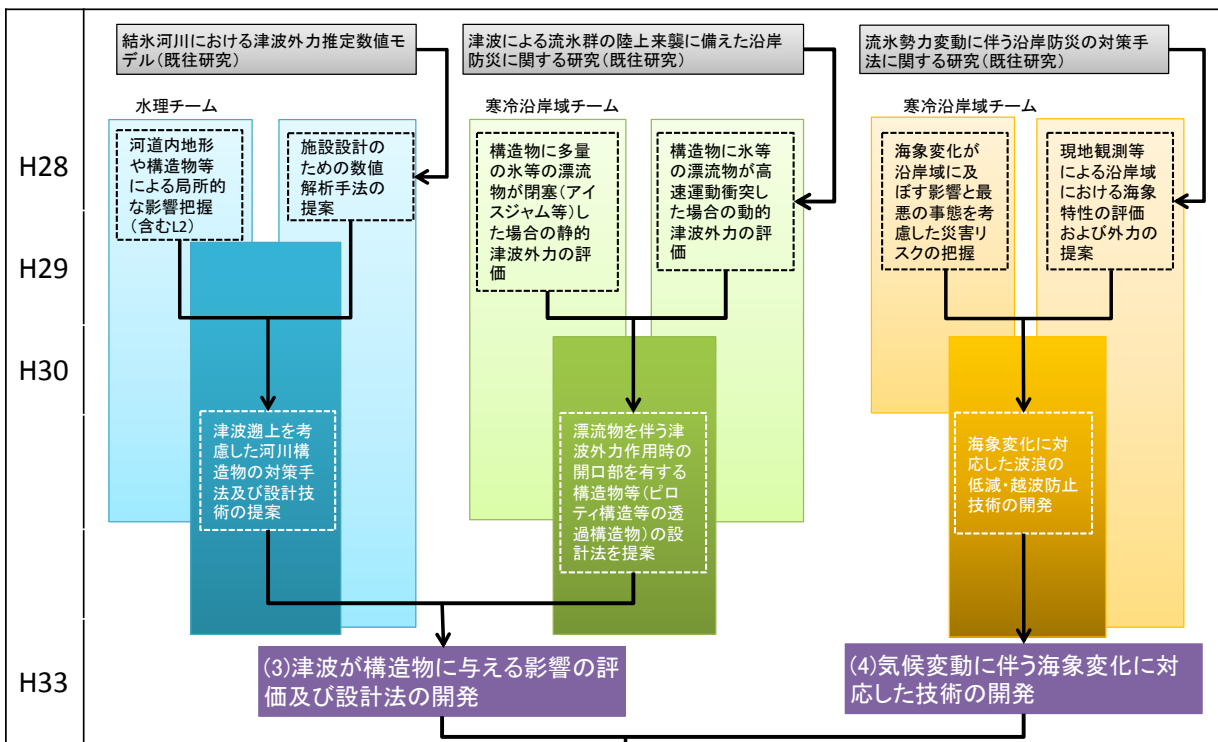 結氷河川における津波外力推定数値モ
デル(既往研究)
津波による流氷群の陸上来襲に備えた沿岸
防災に関する研究(既往研究)
流氷勢力変動に伴う沿岸防災の対策手
法に関する研究(既往研究)
水理チーム
寒冷沿岸域チーム
寒冷沿岸域チーム
H28
河道内地形
や構造物等
による局所的
な影響把握
(含むL2)
施設設計の
ための数値
解析手法の
提案
構造物に多量
の氷等の漂流
物が閉塞(アイ
スジャム等)し
た場合の静的
津波外力の評
価
構造物に氷等
の漂流物が高
速運動衝突し
た場合の動的
津波外力の評
価
海象変化が
沿岸域に及
ぼす影響と最
悪の事態を考
慮した災害リ
スクの把握
現地観測等
による沿岸域
における海象
特性の評価
および外力の
提案
H29
H30
津波遡上を考
慮した河川構
造物の対策手
法及び設計技
術の提案
漂流物を伴う津
波外力作用時の
開口部を有する
構造物等(ピロ
ティ構造等の透
過構造物)の設
計法を提案
海象変化に対
応した波浪の
低減・越波防止
技術の開発
H33
(3)津波が構造物に与える影響の評
価及び設計法の開発
(4)気候変動に伴う海象変化に対
応した技術の開発